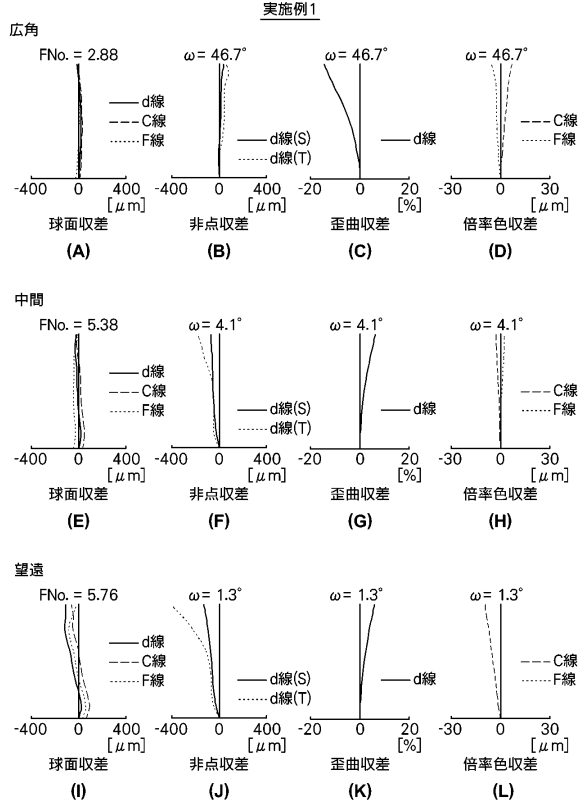 実施例1
広角
FNo. = 2.88 ω = 46.7° ω = 46.7° ω = 46.7°
d線
C線
F線
d線(S)
d線(T)
d線
C線
F線
-400 0 400 -400 0 400 -20 0 20 -30 0 30
[μm] [μm] [%] [μm]
球面収差 非点収差 歪曲収差 倍率色収差
(A) (B) (C) (D)
中間
FNo. = 5.38 ω = 4.1° ω = 4.1° ω = 4.1°
d線
C線
F線
d線(S)
d線(T)
d線
C線
F線
-400 0 400 -400 0 400 -20 0 20 -30 0 30
[μm] [μm] [%] [μm]
球面収差 非点収差 歪曲収差 倍率色収差
(E) (F) (G) (H)
望遠
FNo. = 5.76 ω = 1.3° ω = 1.3° ω = 1.3°
d線
C線
F線
d線(S)
d線(T)
d線
C線
F線
-400 0 400 -400 0 400 -20 0 20 -30 0 30
[μm] [μm] [%] [μm]
球面収差 非点収差 歪曲収差 倍率色収差
(I) (J) (K) (L)